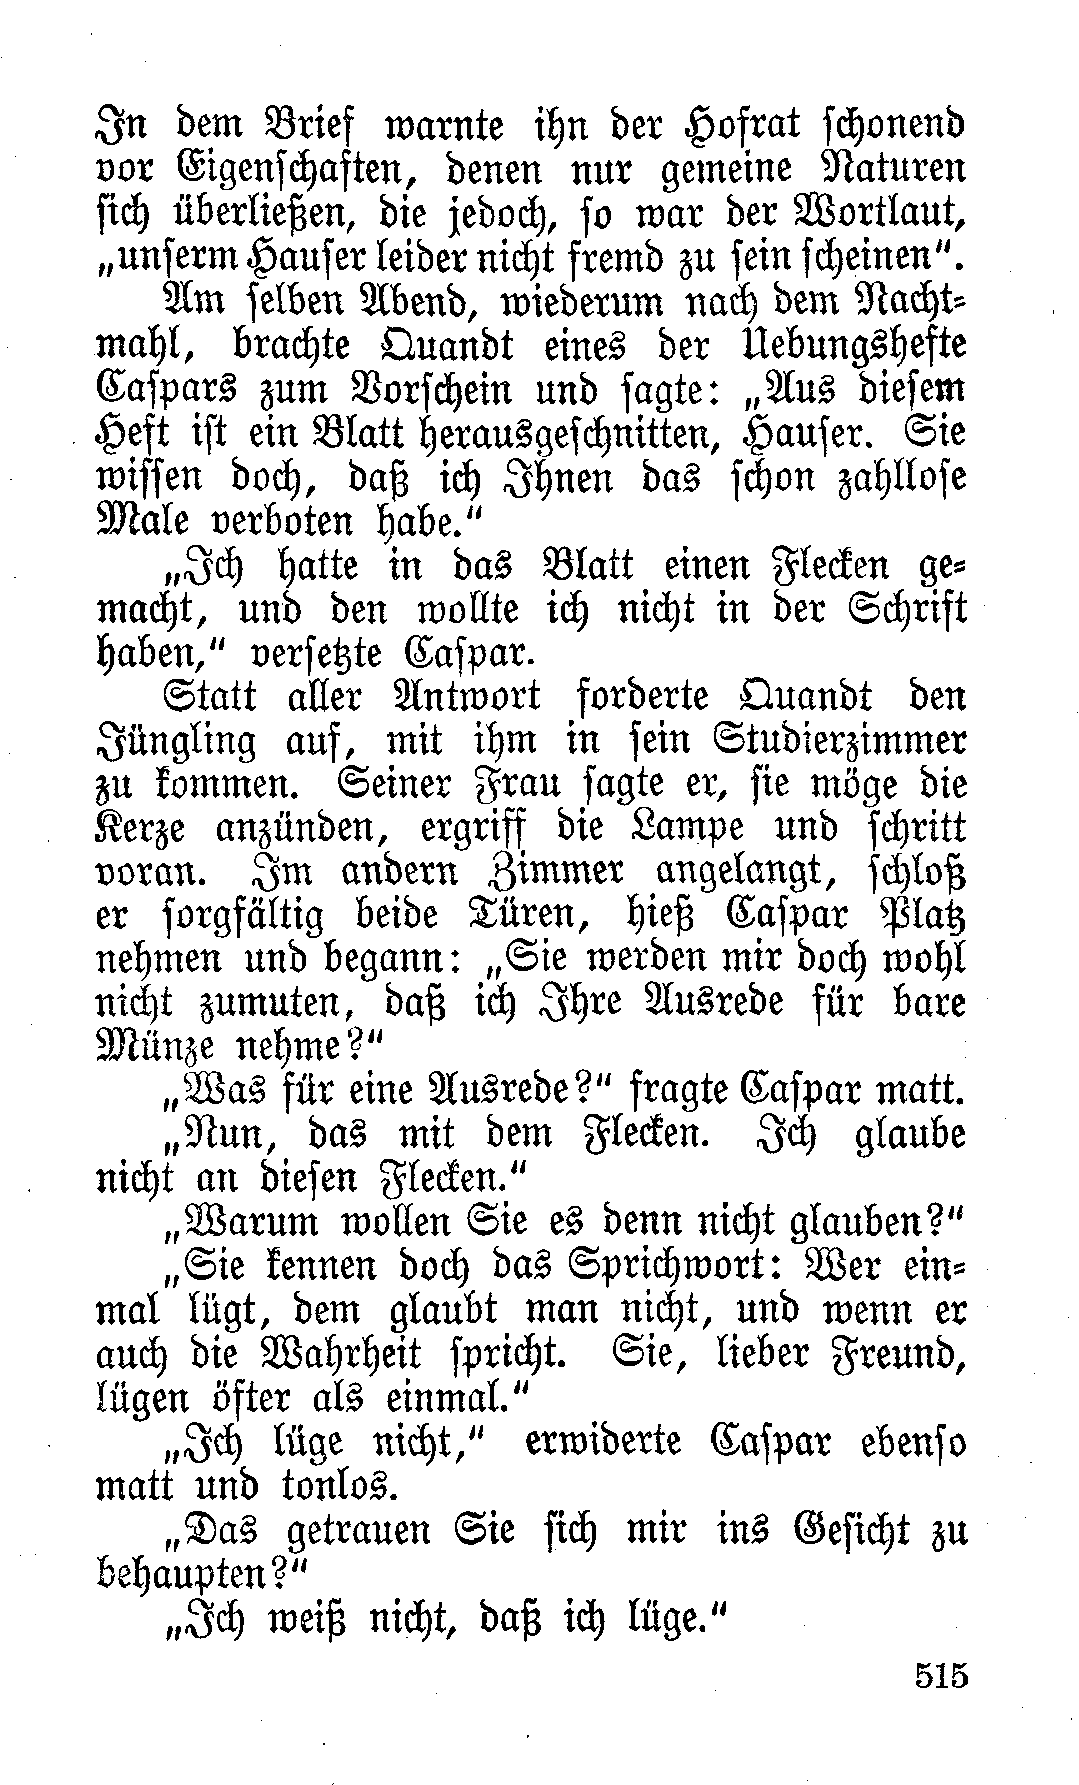 In dem Brief warnte ihn der Hofrat schonend
vor Eigenschaften, denen nur gemeine Naturen
sich überließen, die jedoch, so war der Wortlaut,
„unserm Hauser leider nicht fremd zu sein scheinen“.
Am selben Abend, wiederum nach dem Nacht-
mahl, brachte Quandt eines der Uebungshefte
Caspars zum Vorschein und sagte: „Aus diesem
Heft ist ein Blatt herausgeschnitten, Hauser. Sie
wissen doch, daß ich Ihnen das schon zahllose
Male verboten habe.“
„Ich hatte in das Blatt einen Flecken ge-
macht, und den wollte ich nicht in der Schrift
haben,“ versetzte Caspar.
Statt aller Antwort forderte Quandt den
Jüngling auf, mit ihm in sein Studierzimmer
zu kommen. Seiner Frau sagte er, sie möge die
Kerze anzünden, ergriff die Lampe und schritt
voran. Im andern Zimmer angelangt, schloß
er sorgfältig beide Türen, hieß Caspar Platz
nehmen und begann: „Sie werden mir doch wohl
nicht zumuten, daß ich Ihre Ausrede für bare
Münze nehme?“
„Was für eine Ausrede?“ fragte Caspar matt.
„Nun, das mit dem Flecken. Ich glaube
nicht an diesen Flecken.“
„Warum wollen Sie es denn nicht glauben?“
„Sie kennen doch das Sprichwort: Wer ein-
mal lügt, dem glaubt man nicht, und wenn er
auch die Wahrheit spricht. Sie, lieber Freund,
lügen öfter als einmal.“
„Ich lüge nicht,“ erwiderte Caspar ebenso
matt und tonlos.
„Das getrauen Sie sich mir ins Gesicht zu
behaupten?“
„Ich weiß nicht, daß ich lüge.“
515